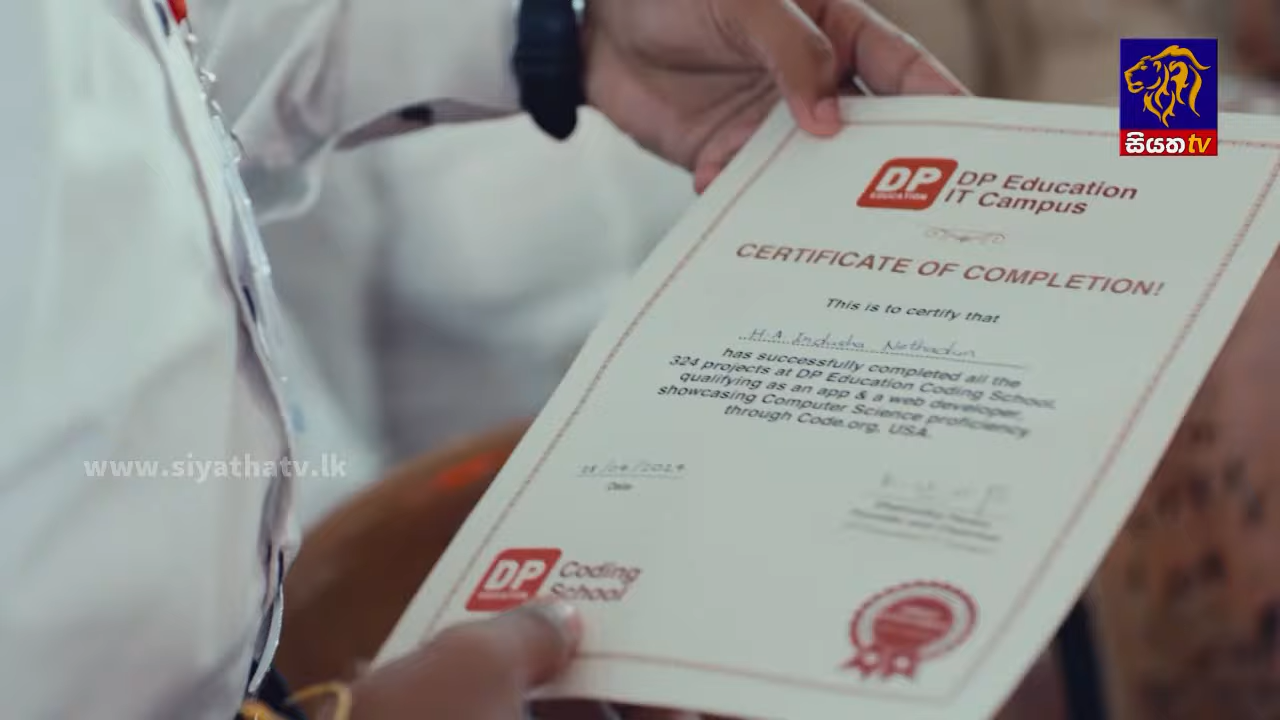 සියත tv
DP
EDUCATION
DP Education
IT Campus
CERTIFICATE OF COMPLETION!
This is to certify that
H.A Indusha Nethadun
has successfully completed all the
324 projects at DP Education Coding School,
qualifying as an app & a web developer,
showcasing Computer Science proficiency
through Code.org, USA.
www.siyathatv.lk
Date
DP
EDUCATION
Coding
School